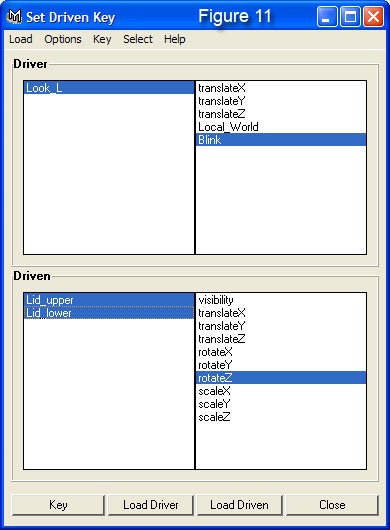 Set Driven Key
Figure 11
Load Options Key Select Help
Driver
Look_L
translateX
translateY
translateZ
Local_World
Blink
Driven
Lid_upper
Lid_lower
visibility
translateX
translateY
translateZ
rotateX
rotateY
rotateZ
scaleX
scaleY
scaleZ
Key Load Driver Load Driven Close